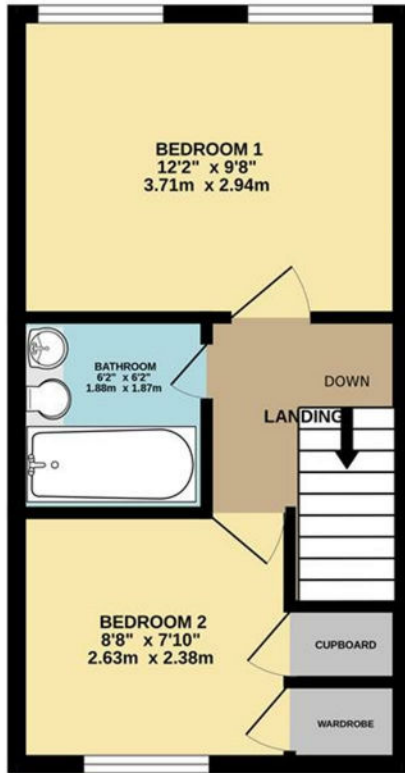 BEDROOM 1
12'2" x 9'8"
3.71m x 2.94m
BATHROOM
6'2" x 6'2"
1.88m x 1.87m
DOWN
LANDING
BEDROOM 2
8'8" x 7'10"
2.63m x 2.38m
CUPBOARD
WARDROBE